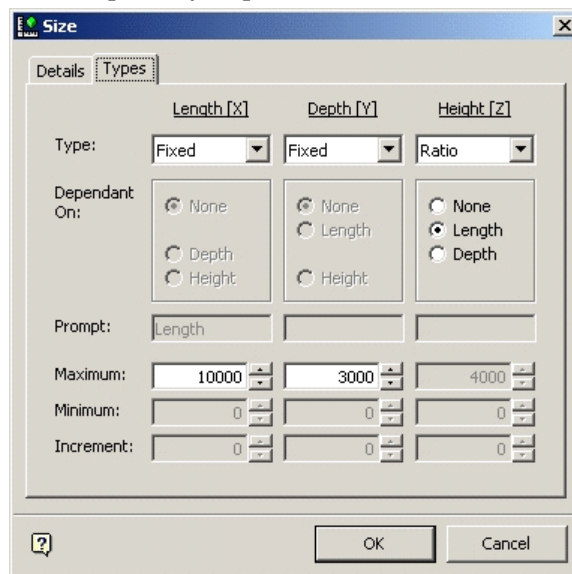 Size
Details Types
Length [X] Depth [Y] Height [Z]
Type: Fixed Fixed Ratio
Dependant On:
None None None
Length Length
Depth Depth
Height Height
Prompt: Length
Maximum: 10000 3000 4000
Minimum: 0 0 0
Increment: 0 0 0
OK Cancel